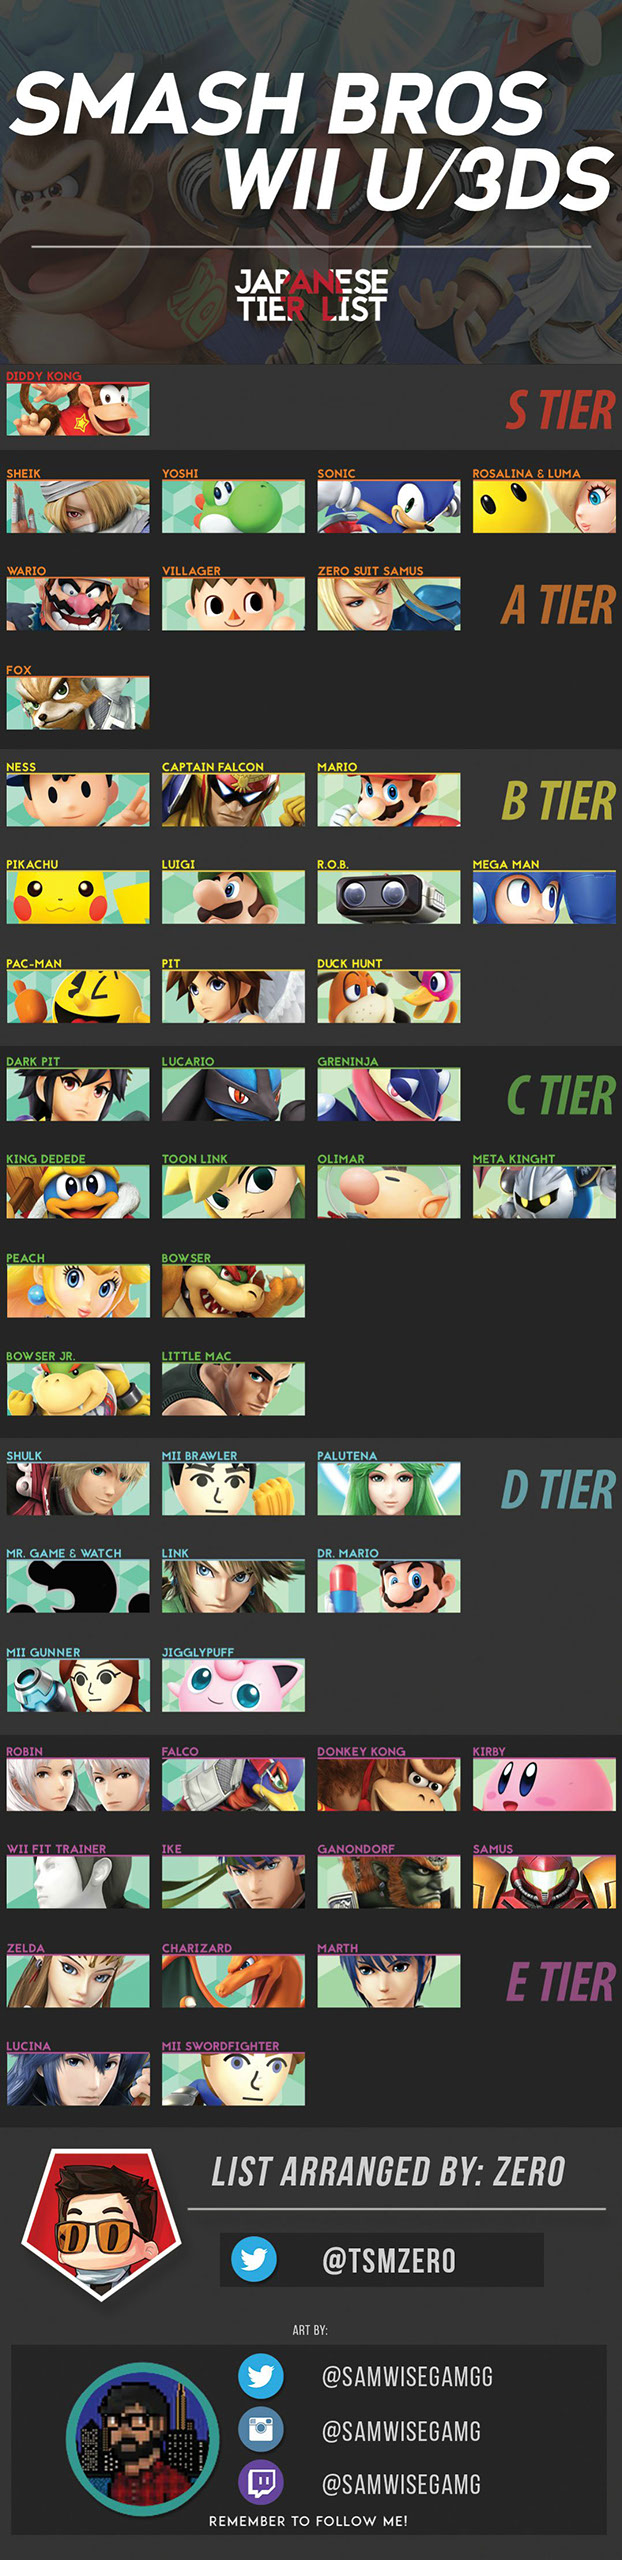 SMASH BROS
WII U/3DS
JAPANESE
TIER LIST
DIDDY KONG
S TIER
SHEIK YOSHI SONIC ROSALINA & LUMA
WARIO VILLAGER ZERO SUIT SAMUS
A TIER
FOX
NESS CAPTAIN FALCON MARIO
B TIER
PIKACHU LUIGI R.O.B. MEGA MAN
PAC-MAN PIT DUCK HUNT
DARK PIT LUCARIO GRENINJA
C TIER
KING DEDEDE TOON LINK OLIMAR META KINGHT
PEACH BOWSER
BOWSER JR. LITTLE MAC
SHULK MII BRAWLER PALUTENA
D TIER
MR. GAME & WATCH LINK DR. MARIO
MII GUNNER JIGGLYPUFF
ROBIN FALCO DONKEY KONG KIRBY
WII FIT TRAINER IKE GANONDORF SAMUS
ZELDA CHARIZARD MARTH
E TIER
LUCINA MII SWORDFIGHTER
LIST ARRANGED BY: ZERO
@TSMZERO
ART BY:
@SAMWISEGAMGG
@SAMWISEGAMG
@SAMWISEGAMG
REMEMBER TO FOLLOW ME!